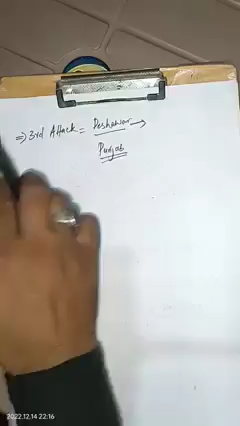 ⇒ 3rd Attack = Peshawar →
Punjab
2022.12.14 22:16